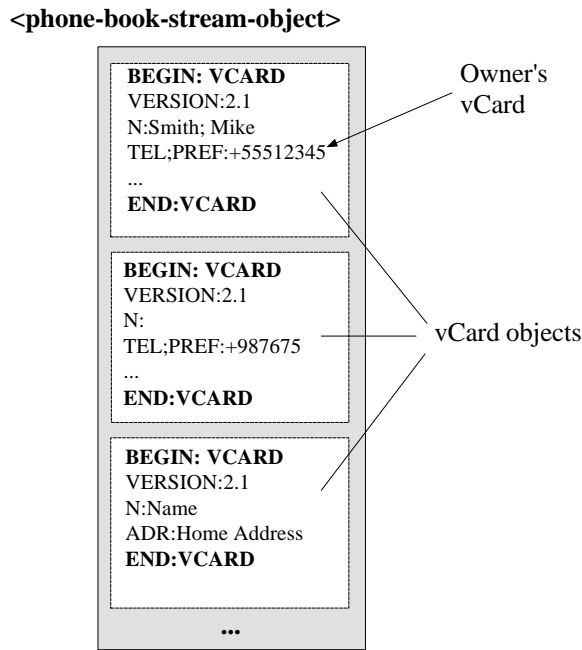 <phone-book-stream-object>
BEGIN: VCARD
VERSION:2.1
N:Smith; Mike
TEL;PREF:+55512345
...
END:VCARD
Owner's
vCard
BEGIN: VCARD
VERSION:2.1
N:
TEL;PREF:+987675
...
END:VCARD
vCard objects
BEGIN: VCARD
VERSION:2.1
N:Name
ADR:Home Address
END:VCARD
...